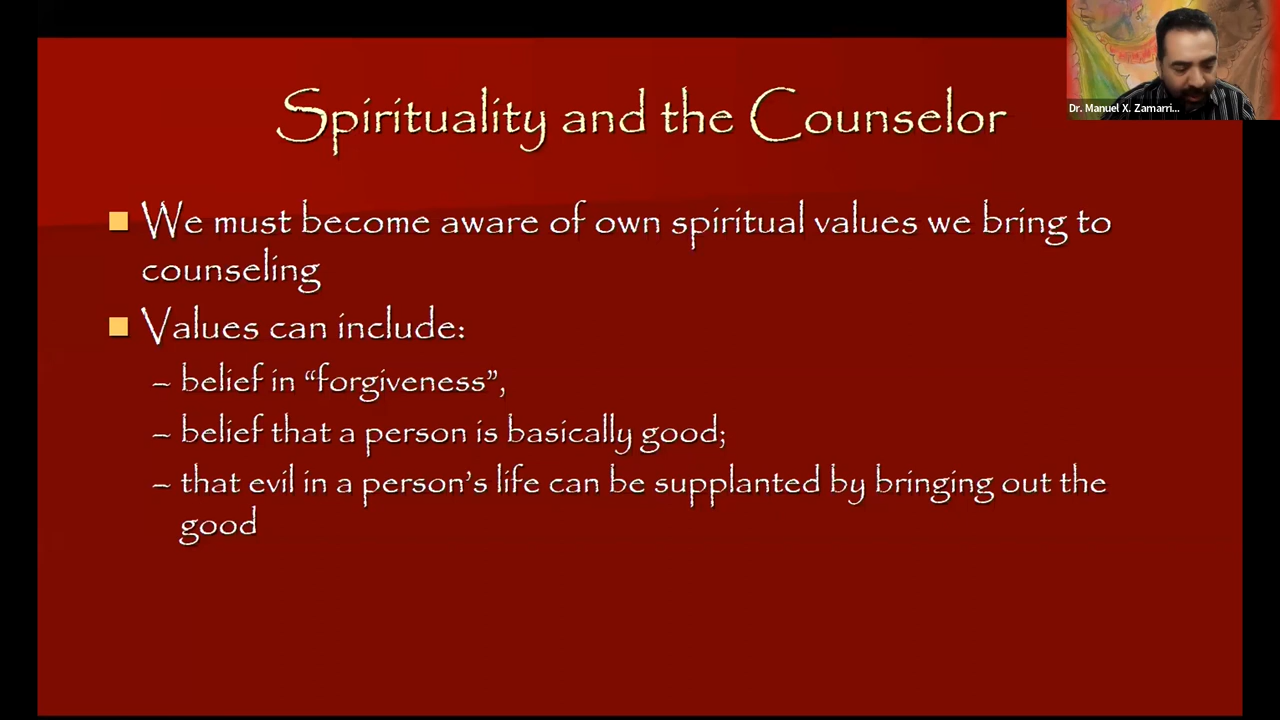 Spirituality and the Counselor
Dr. Manuel X. Zamarri...
■ We must become aware of own spiritual values we bring to
counseling
■ Values can include:
– belief in “forgiveness”,
– belief that a person is basically good;
– that evil in a person’s life can be supplanted by bringing out the
good